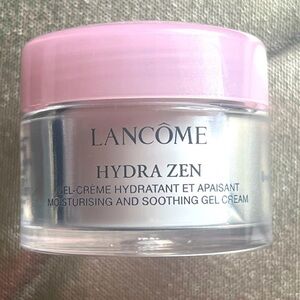 LANCÔME
HYDRA ZEN
GEL-CRÈME HYDRATANT ET APAISANT
MOISTURISING AND SOOTHING GEL CREAM